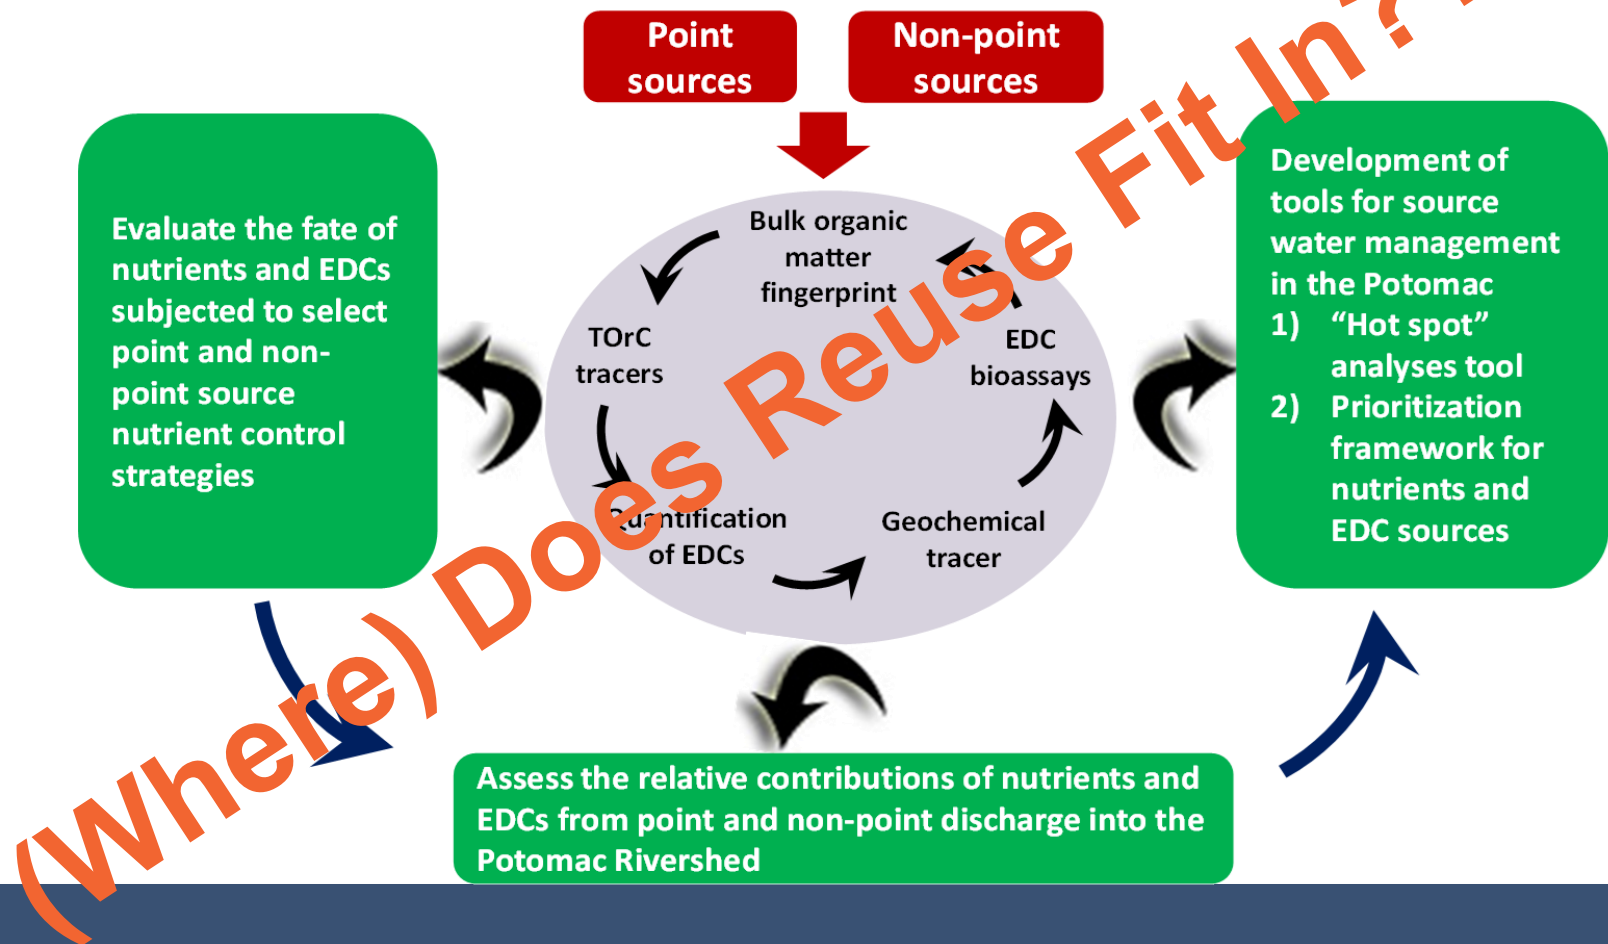 Point
sources
Non-point
sources
Evaluate the fate of
nutrients and EDCs
subjected to select
point and non-
point source
nutrient control
strategies
Bulk organic
matter
fingerprint
TOrC
tracers
Quantification
of EDCs
Geochemical
tracer
EDC
bioassays
Development of
tools for source
water management
in the Potomac
1) “Hot spot”
analyses tool
2) Prioritization
framework for
nutrients and
EDC sources
Assess the relative contributions of nutrients and
EDCs from point and non-point discharge into the
Potomac Rivershed
(Where) Does Reuse Fit In?